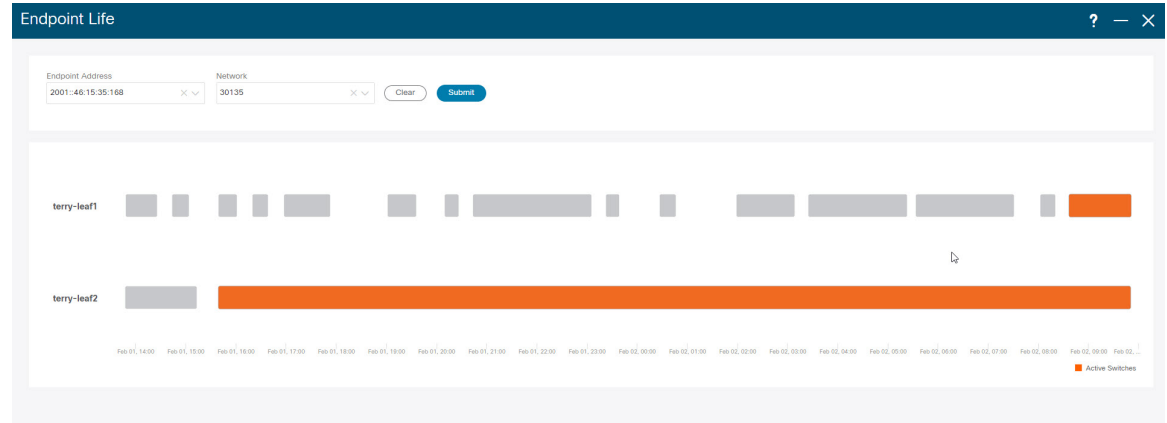 Endpoint Life ? — ×
Endpoint Address Network
2001::46:15:35:168 30135 Clear Submit
terry-leaf1
terry-leaf2
Feb 01, 14:00 Feb 01, 15:00 Feb 01, 16:00 Feb 01, 17:00 Feb 01, 18:00 Feb 01, 19:00 Feb 01, 20:00 Feb 01, 21:00 Feb 01, 22:00 Feb 01, 23:00 Feb 02, 00:00 Feb 02, 01:00 Feb 02, 02:00 Feb 02, 03:00 Feb 02, 04:00 Feb 02, 05:00 Feb 02, 06:00 Feb 02, 07:00 Feb 02, 08:00 Feb 02, 09:00 Feb 02, ...
Active Switches